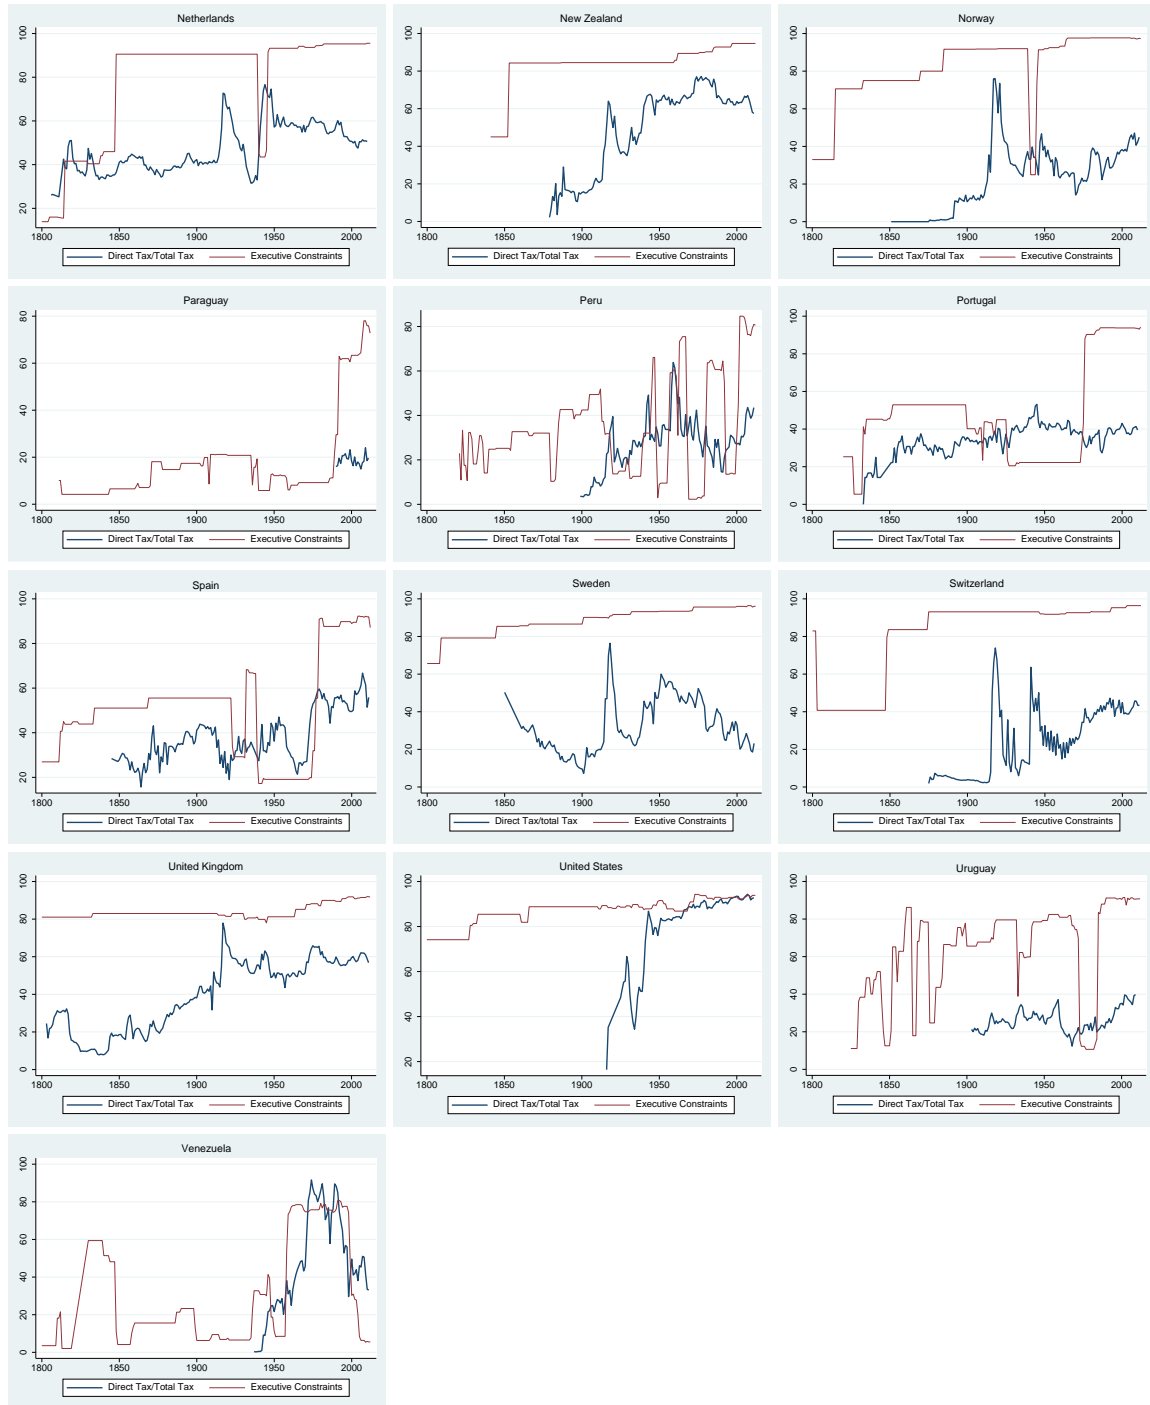 Netherlands
100
80
60
40
20
1800 1850 1900 1950 2000
Direct Tax/Total Tax Executive Constraints
New Zealand
100
80
60
40
20
0
1800 1850 1900 1950 2000
Direct Tax/Total Tax Executive Constraints
Norway
100
80
60
40
20
0
1800 1850 1900 1950 2000
Direct Tax/Total Tax Executive Constraints
Paraguay
80
60
40
20
0
1800 1850 1900 1950 2000
Direct Tax/Total Tax Executive Constraints
Peru
80
60
40
20
0
1800 1850 1900 1950 2000
Direct Tax/Total Tax Executive Constraints
Portugal
100
80
60
40
20
0
1800 1850 1900 1950 2000
Direct Tax/Total Tax Executive Constraints
Spain
100
80
60
40
20
1800 1850 1900 1950 2000
Direct Tax/Total Tax Executive Constraints
Sweden
100
80
60
40
20
0
1800 1850 1900 1950 2000
Direct Tax/total Tax Executive Constraints
Switzerland
100
80
60
40
20
0
1800 1850 1900 1950 2000
Direct Tax/Total Tax Executive Constraints
United Kingdom
100
80
60
40
20
0
1800 1850 1900 1950 2000
Direct Tax/Total Tax Executive Constraints
United States
100
80
60
40
20
1800 1850 1900 1950 2000
Direct Tax/Total Tax Executive Constraints
Uruguay
100
80
60
40
20
0
1800 1850 1900 1950 2000
Direct Tax/Total Tax Executive Constraints
Venezuela
100
80
60
40
20
0
1800 1850 1900 1950 2000
Direct Tax/Total Tax Executive Constraints